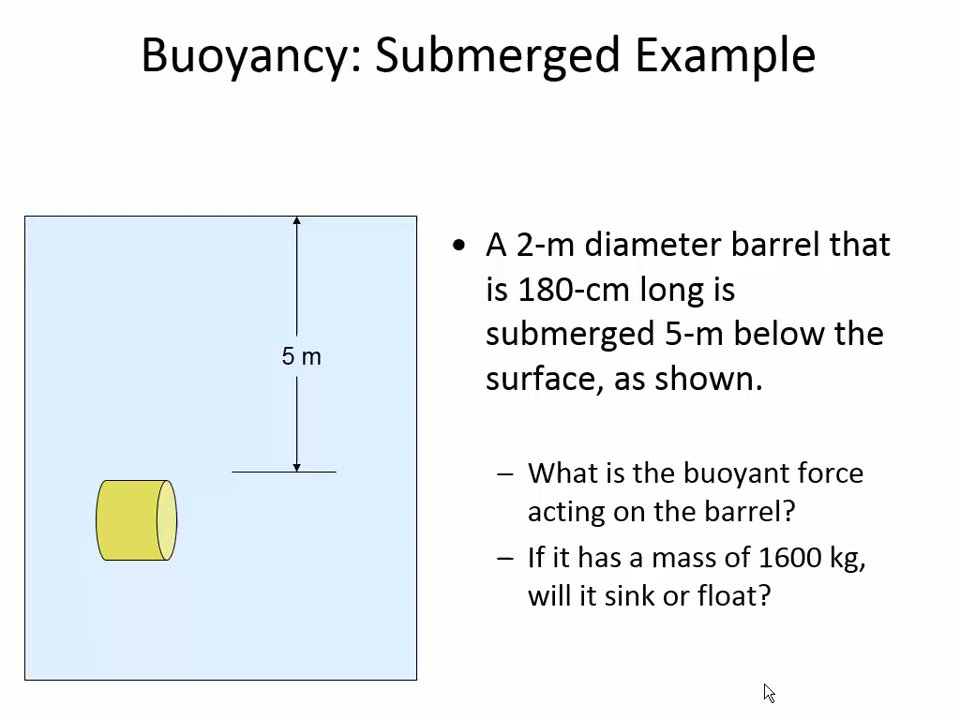 Buoyancy: Submerged Example
5 m
• A 2-m diameter barrel that
is 180-cm long is
submerged 5-m below the
surface, as shown.
– What is the buoyant force
acting on the barrel?
– If it has a mass of 1600 kg,
will it sink or float?